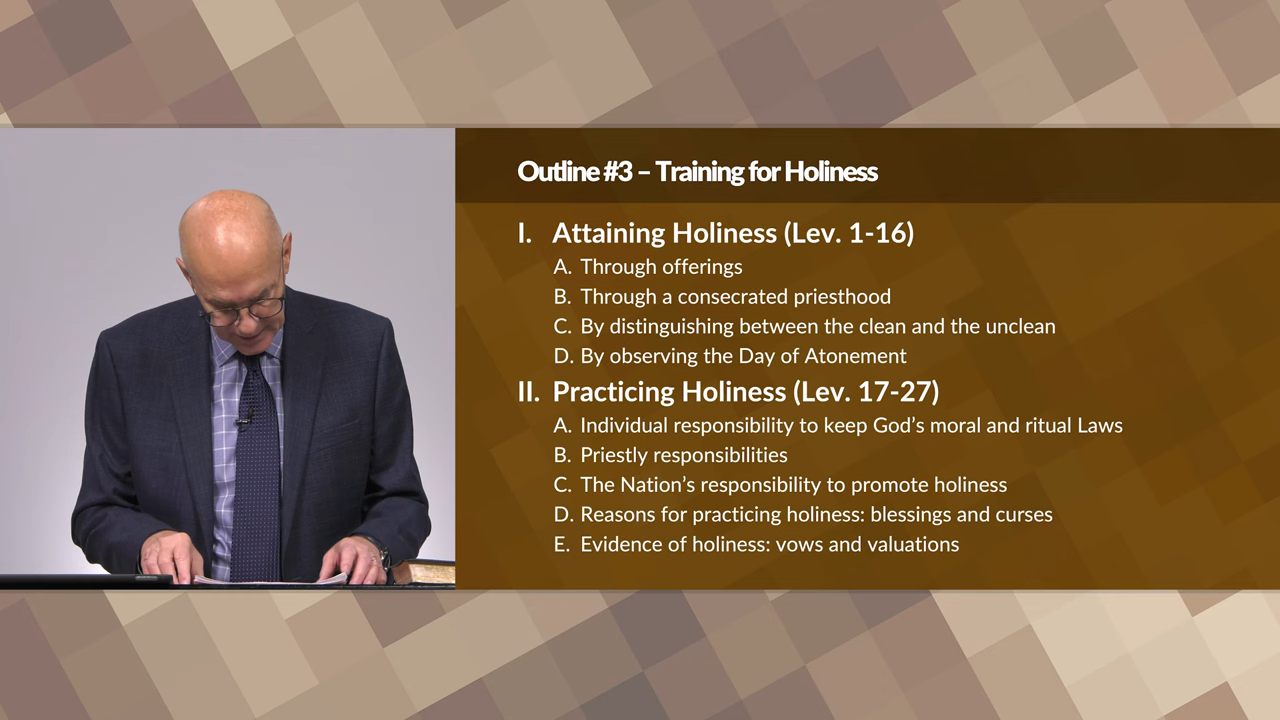 Outline #3 – Training for Holiness
I. Attaining Holiness (Lev. 1-16)
A. Through offerings
B. Through a consecrated priesthood
C. By distinguishing between the clean and the unclean
D. By observing the Day of Atonement
II. Practicing Holiness (Lev. 17-27)
A. Individual responsibility to keep God’s moral and ritual Laws
B. Priestly responsibilities
C. The Nation’s responsibility to promote holiness
D. Reasons for practicing holiness: blessings and curses
E. Evidence of holiness: vows and valuations